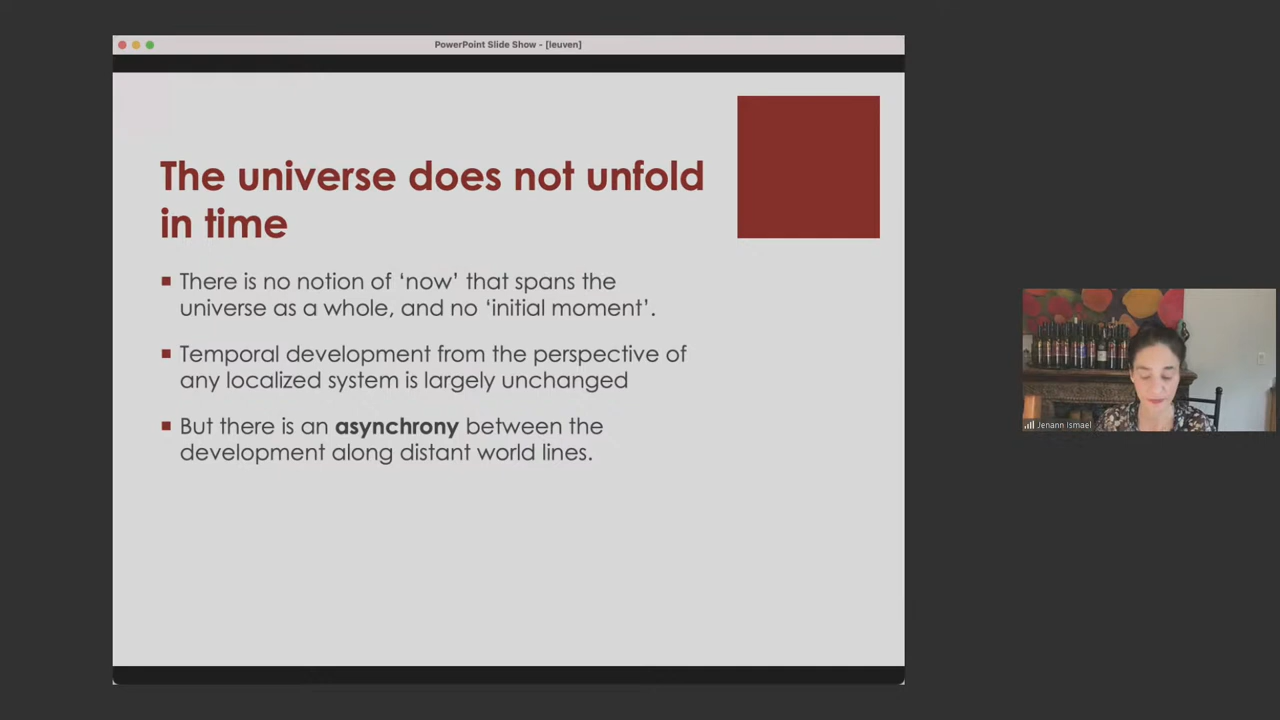 PowerPoint Slide Show - [leuven]
The universe does not unfold
in time
There is no notion of ‘now’ that spans the
universe as a whole, and no ‘initial moment’.
Temporal development from the perspective of
any localized system is largely unchanged
But there is an asynchrony between the
development along distant world lines.
Jenann Ismael